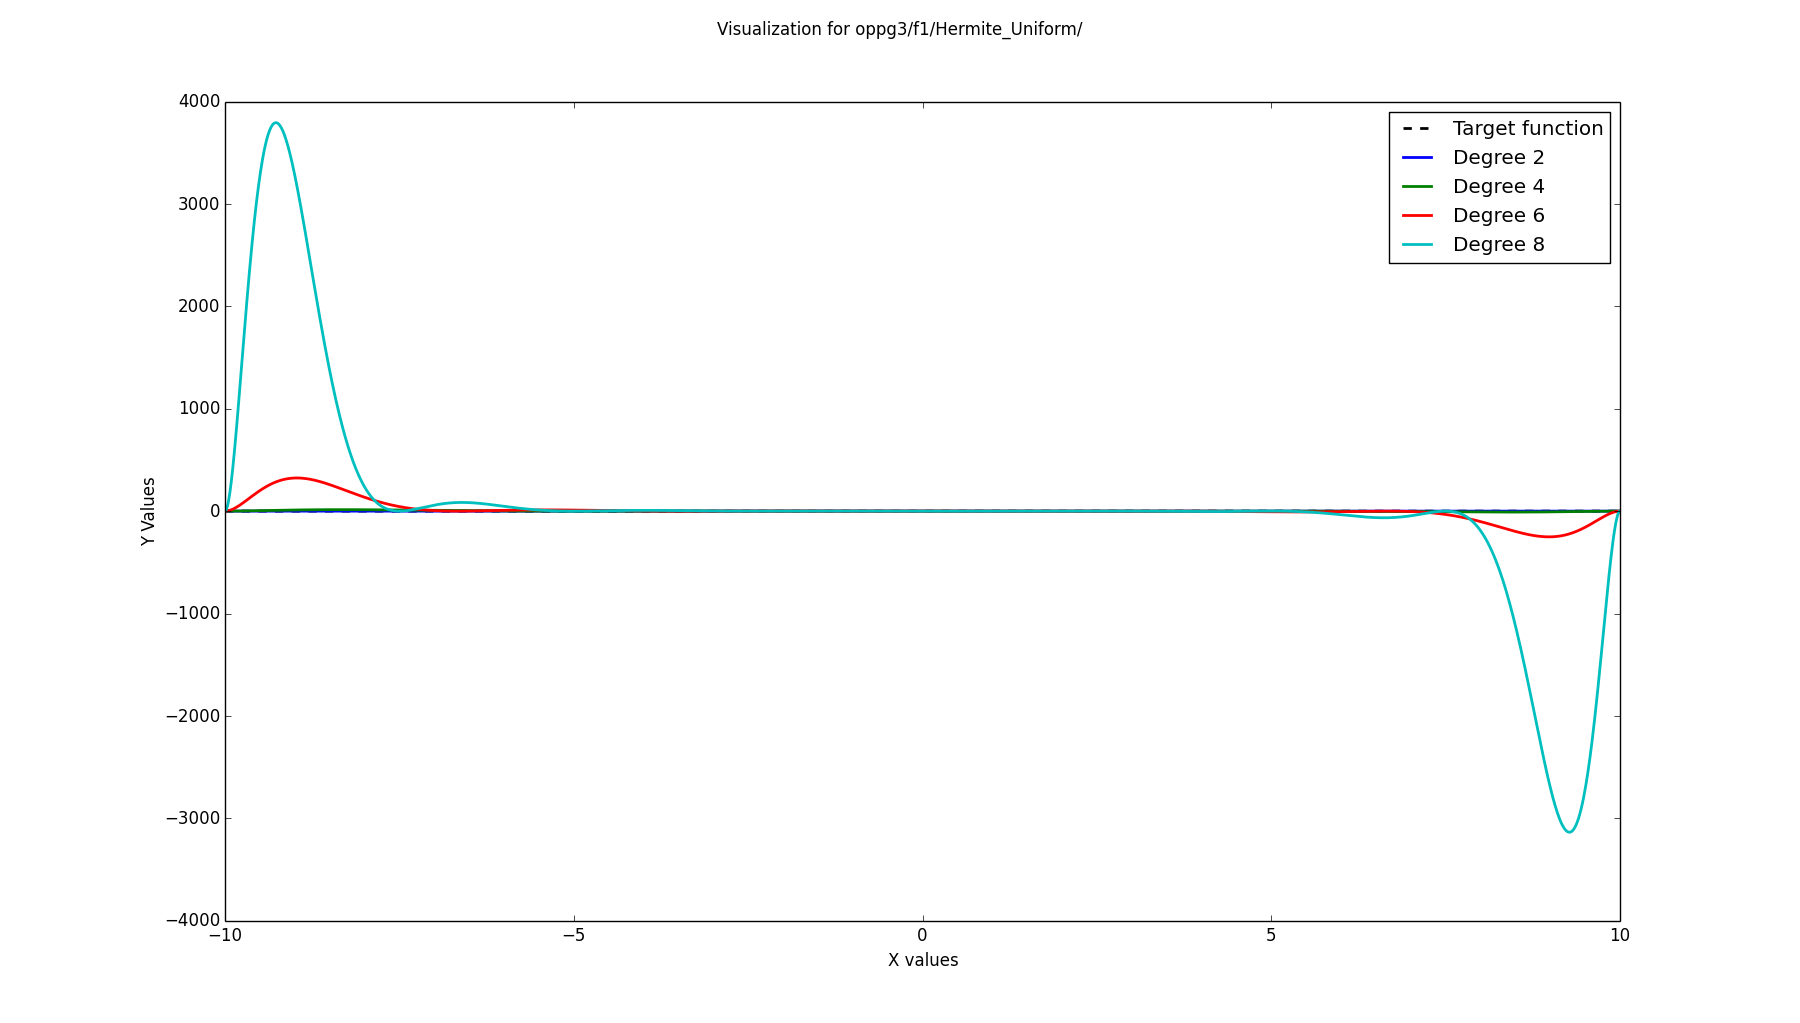 Visualization for oppg3/f1/Hermite_Uniform/
4000
3000
2000
1000
0
−1000
−2000
−3000
−4000
Y Values
Target function
Degree 2
Degree 4
Degree 6
Degree 8
−10
−5
0
5
10
X values